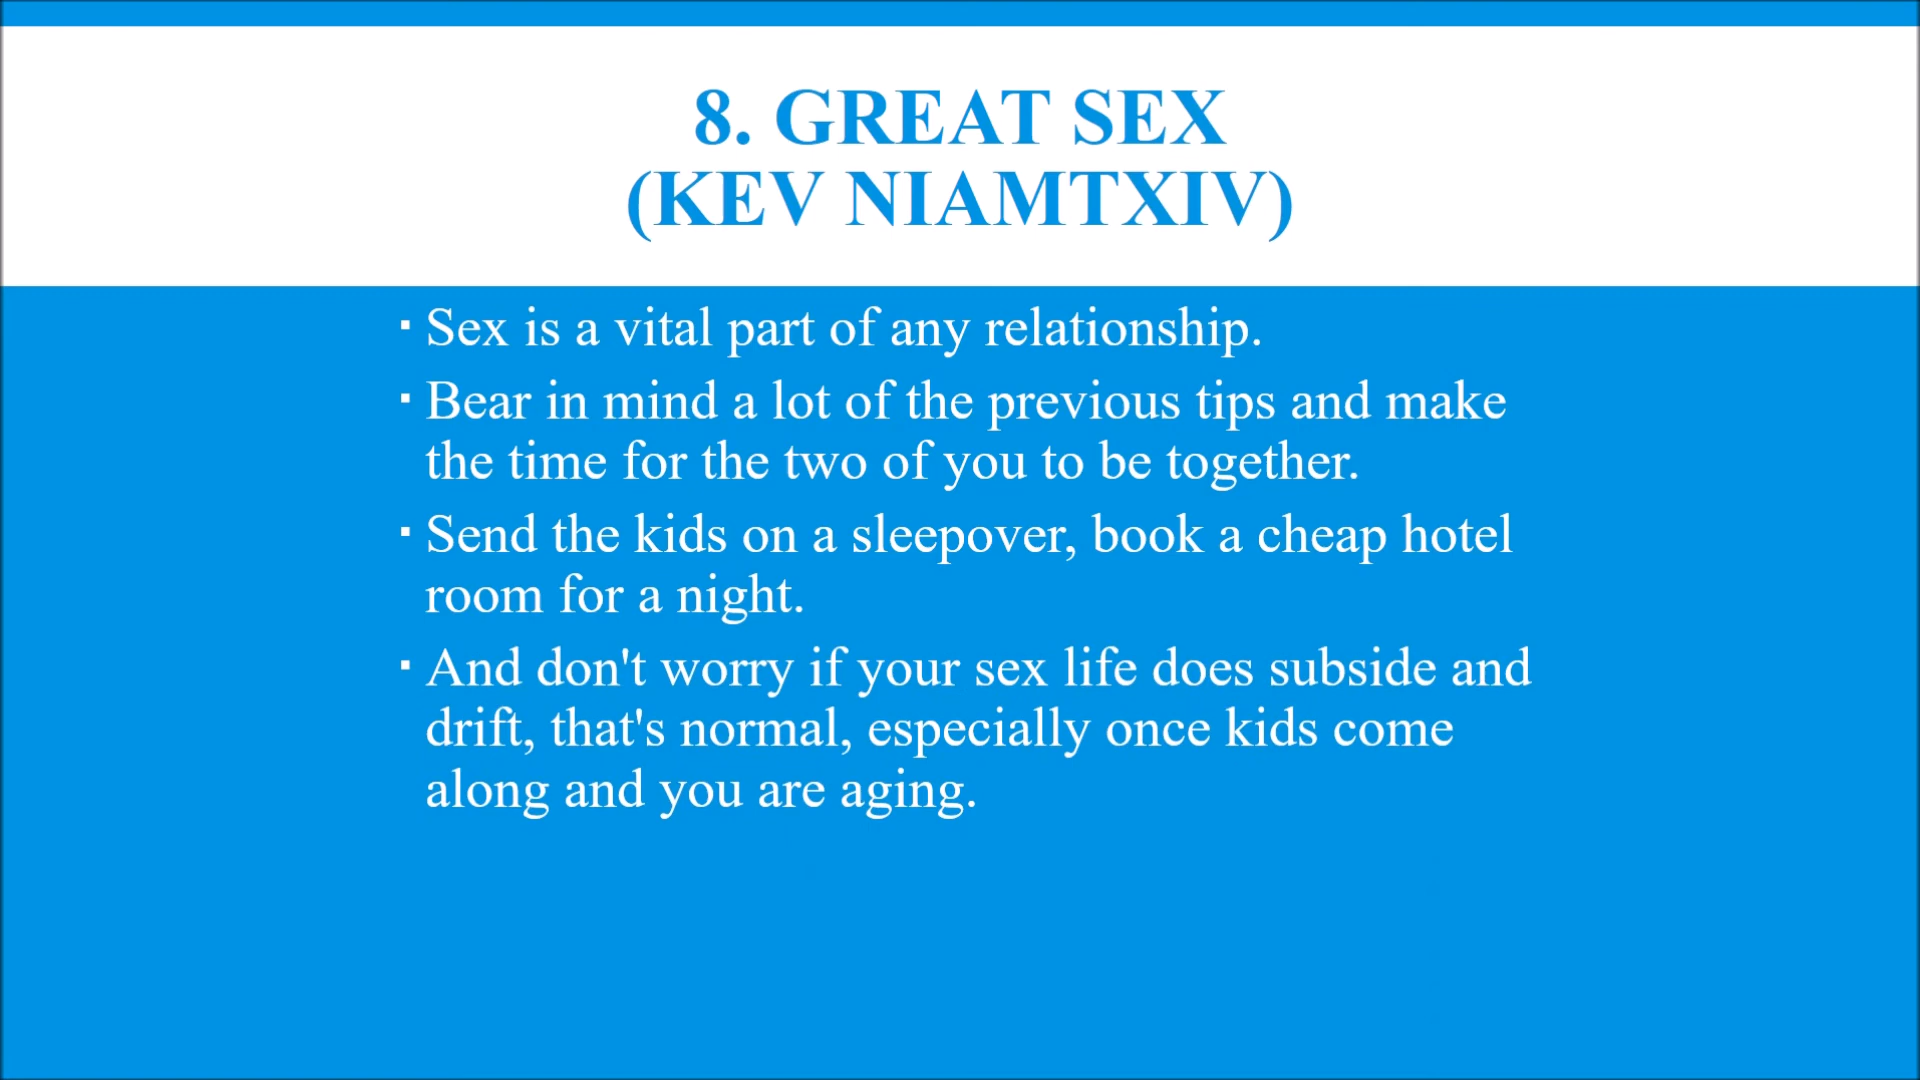 8. GREAT SEX
(KEV NIAMTXIV)
▪ Sex is a vital part of any relationship.
▪ Bear in mind a lot of the previous tips and make
the time for the two of you to be together.
▪ Send the kids on a sleepover, book a cheap hotel
room for a night.
▪ And don't worry if your sex life does subside and
drift, that's normal, especially once kids come
along and you are aging.